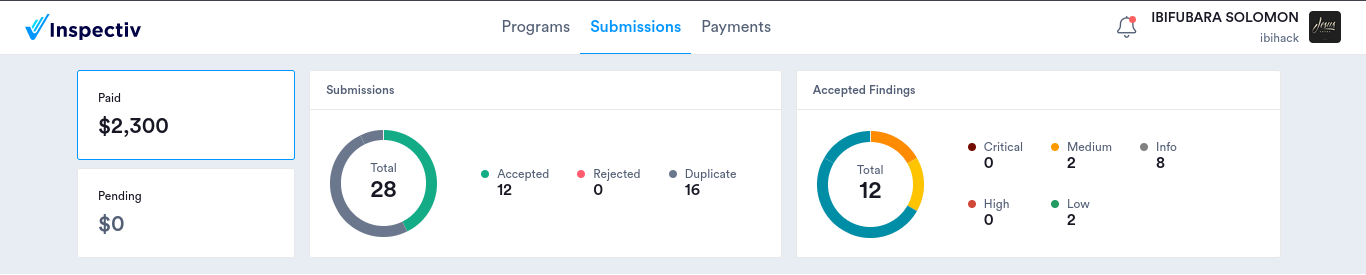 Inspectiv
Programs Submissions Payments
IBIFUBARA SOLOMON
ibihack
Paid
$2,300
Pending
$0
Submissions
Total
28
Accepted
12
Rejected
0
Duplicate
16
Accepted Findings
Total
12
Critical
0
Medium
2
Info
8
High
0
Low
2